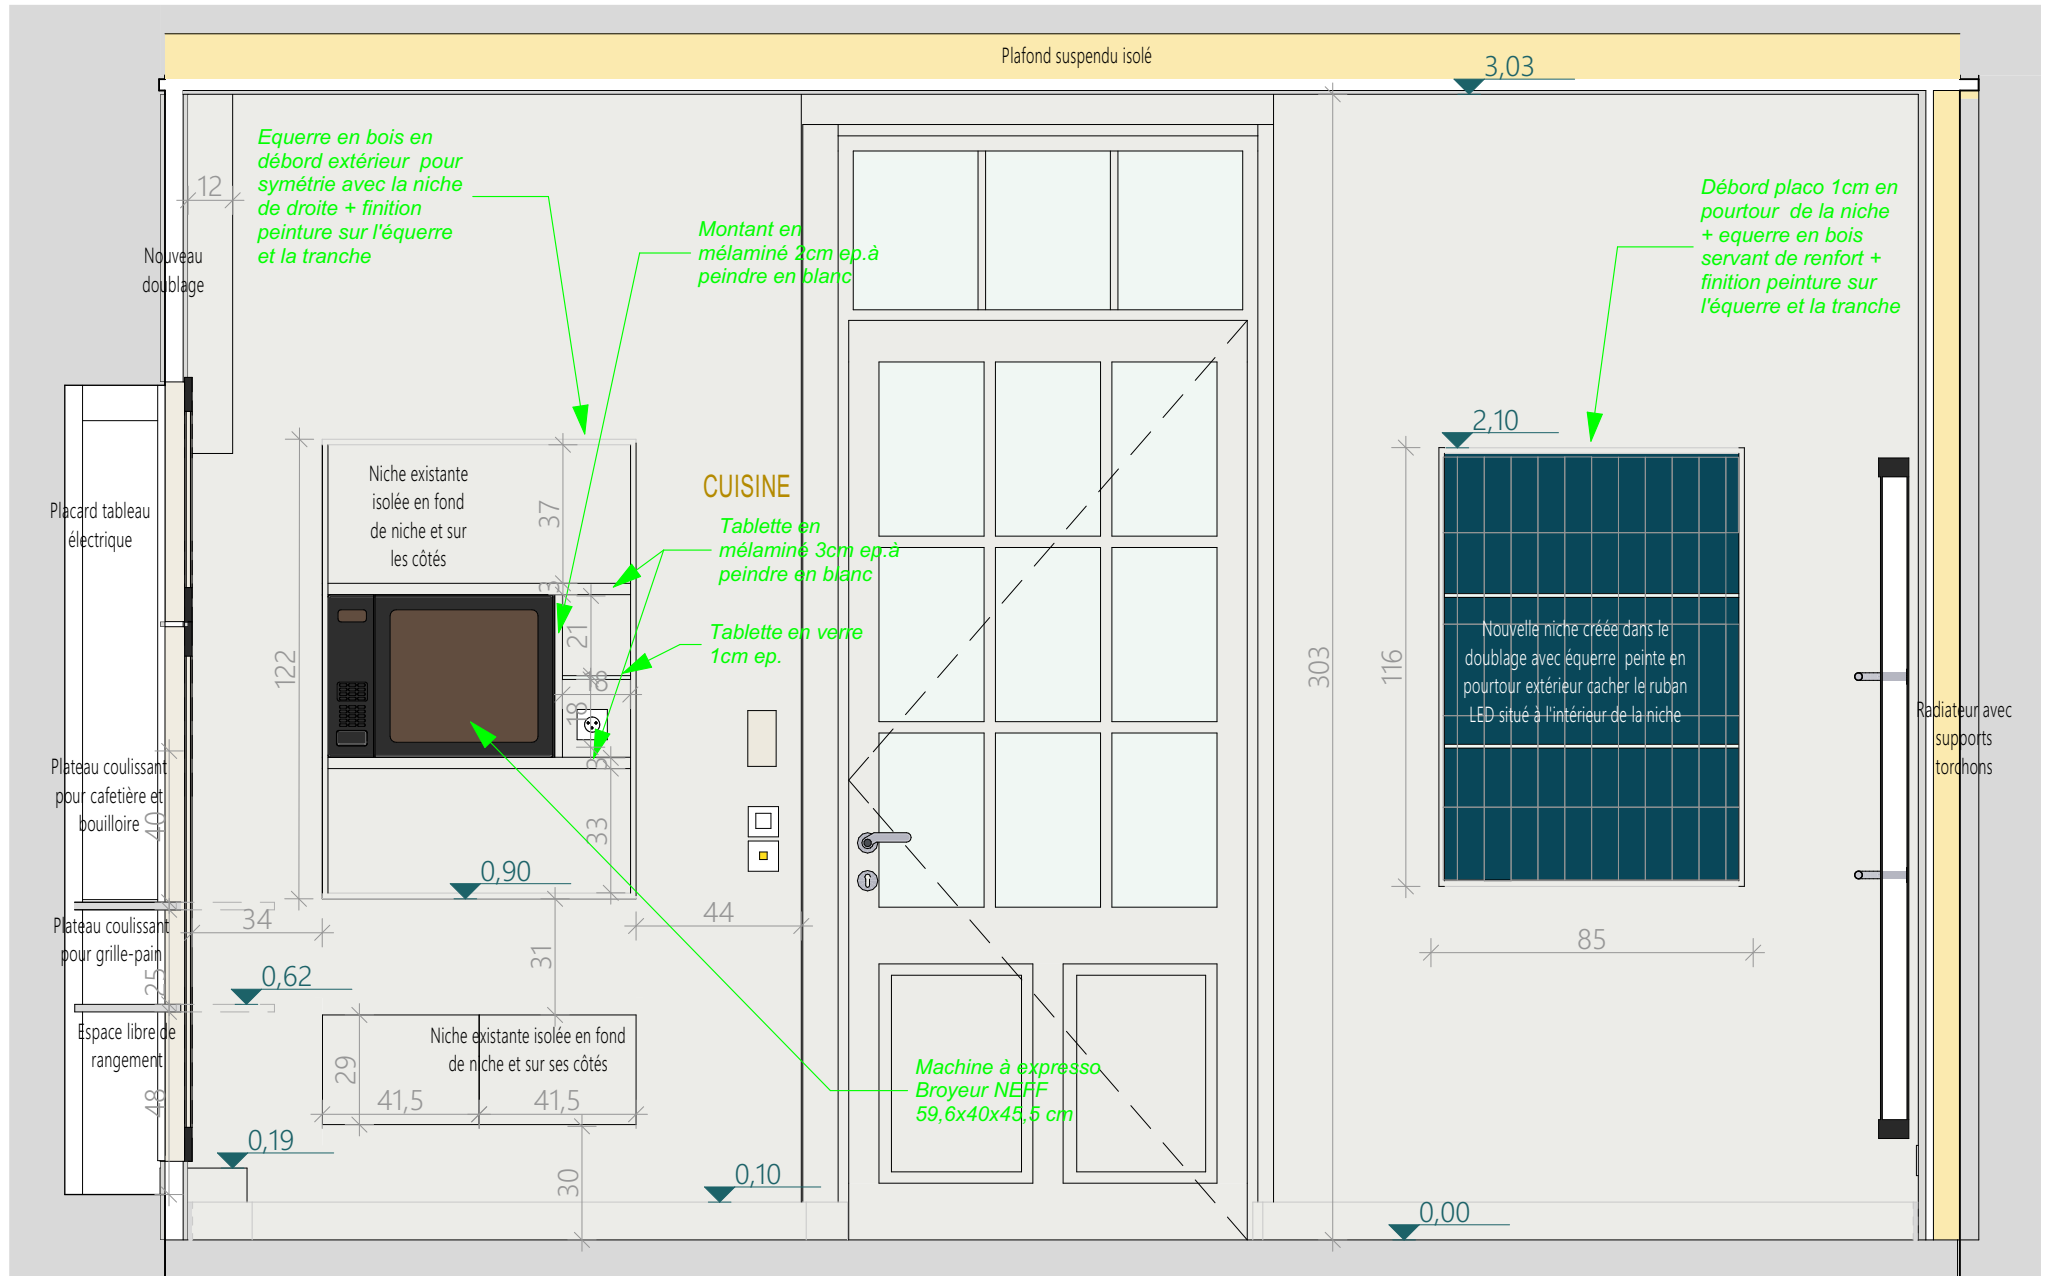 Plafond suspendu isolé
3,03
Equerre en bois en
débord extérieur pour
symétrie avec la niche
de droite + finition
peinture sur l'équerre
et la tranche
12
Nouveau
doublage
Montant en
mélaminé 2cm ep.à
peindre en blanc
Débord placo 1cm en
pourtour de la niche
+ equerre en bois
servant de renfort +
finition peinture sur
l'équerre et la tranche
2,10
Niche existante
isolée en fond
de niche et sur
les côtés
37
CUISINE
Placard tableau
électrique
Tablette en
mélaminé 3cm ep.à
peindre en blanc
3
21
Tablette en verre
1cm ep.
18
18
3
122
303
116
Nouvelle niche créée dans le
doublage avec équerre peinte en
pourtour extérieur cacher le ruban
LED situé à l'intérieur de la niche
Radiateur avec
supports
torchons
Plateau coulissant
pour cafetière et
bouilloire
40
33
0,90
34
44
31
85
Plateau coulissant
pour grille-pain
25
0,62
Espace libre de
rangement
Niche existante isolée en fond
de niche et sur ses côtés
29
41,5
41,5
48
Machine à expresso
Broyeur NEFF
59,6x40x45,5 cm
0,19
30
0,10
0,00